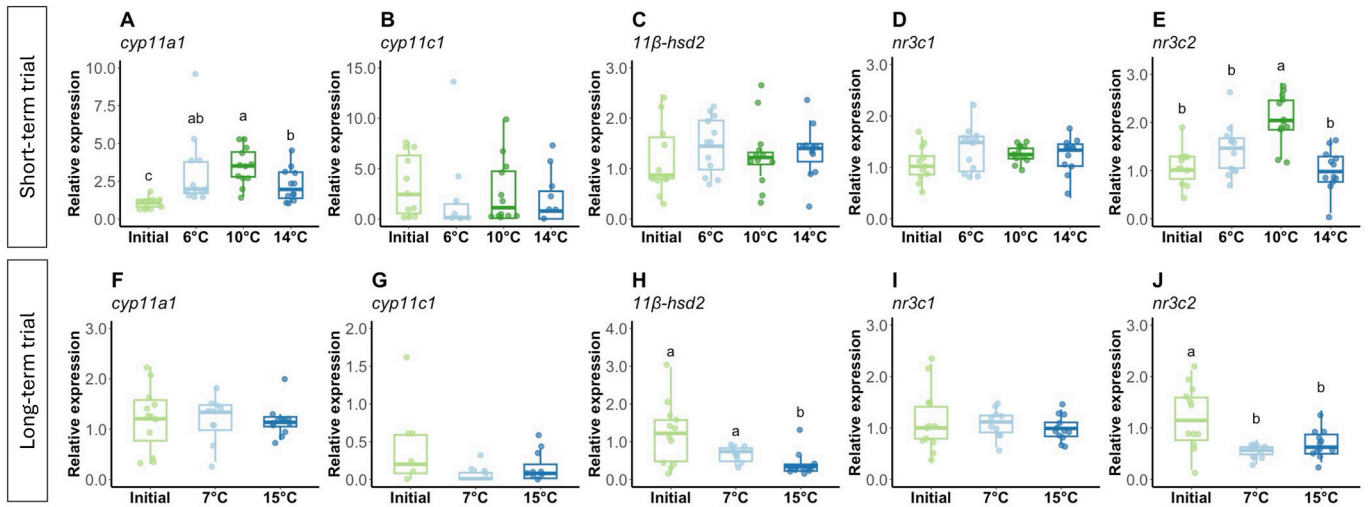 Short-term trial
A
cyp11a1
Relative expression
10.0
7.5
5.0
2.5
0.0
c
ab
a
b
Initial 6°C 10°C 14°C
B
cyp11c1
Relative expression
15.0
10.0
5.0
0.0
Initial 6°C 10°C 14°C
C
11β-hsd2
Relative expression
3.0
2.0
1.0
0.0
Initial 6°C 10°C 14°C
D
nr3c1
Relative expression
3.0
2.0
1.0
0.0
Initial 6°C 10°C 14°C
E
nr3c2
Relative expression
3.0
2.0
1.0
0.0
b
b
a
b
Initial 6°C 10°C 14°C
Long-term trial
F
cyp11a1
Relative expression
3.0
2.0
1.0
0.0
Initial 7°C 15°C
G
cyp11c1
Relative expression
2.0
1.5
1.0
0.5
0.0
Initial 7°C 15°C
H
11β-hsd2
Relative expression
4.0
3.0
2.0
1.0
0.0
a
a
b
Initial 7°C 15°C
I
nr3c1
Relative expression
3.0
2.0
1.0
0.0
Initial 7°C 15°C
J
nr3c2
Relative expression
3.0
2.0
1.0
0.0
a
b
b
Initial 7°C 15°C